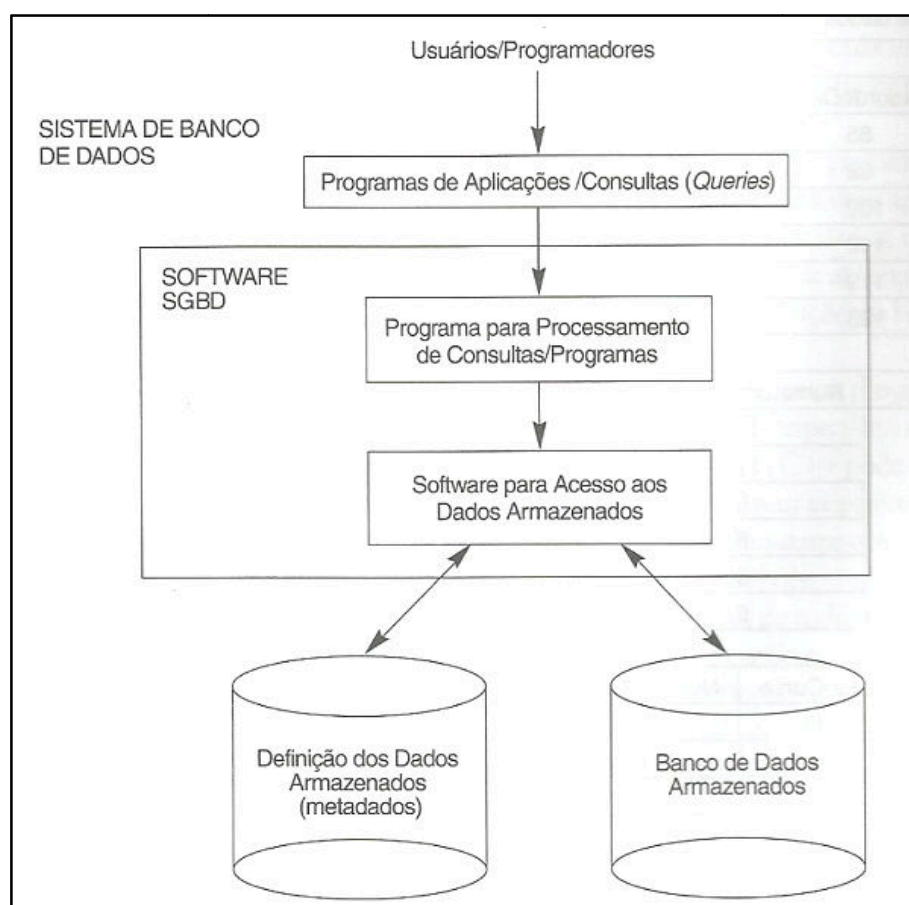 Usuários/Programadores
SISTEMA DE BANCO
DE DADOS
Programas de Aplicações /Consultas (Queries)
SOFTWARE
SGBD
Programa para Processamento
de Consultas/Programas
Software para Acesso aos
Dados Armazenados
Definição dos Dados
Armazenados
(metadados)
Banco de Dados
Armazenados